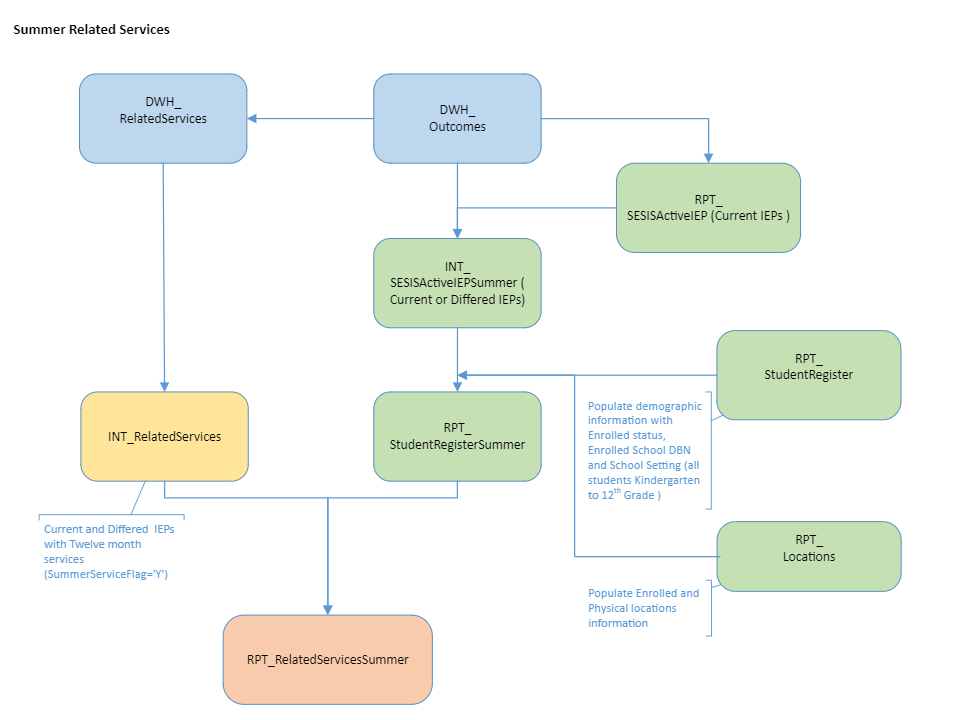 Summer Related Services
DWH_
RelatedServices
DWH_
Outcomes
RPT_
SESISActiveIEP (Current IEPs )
INT_
SESISActiveIEPSummer (
Current or Differed IEPs)
RPT_
StudentRegister
INT_RelatedServices
RPT_
StudentRegisterSummer
Populate demographic
information with
Enrolled status,
Enrolled School DBN
and School Setting (all
students Kindergarten
to 12th Grade )
Current and Differed  IEPs
with Twelve month
services
(SummerServiceFlag='Y')
RPT_
Locations
Populate Enrolled and
Physical locations
information
RPT_RelatedServicesSummer